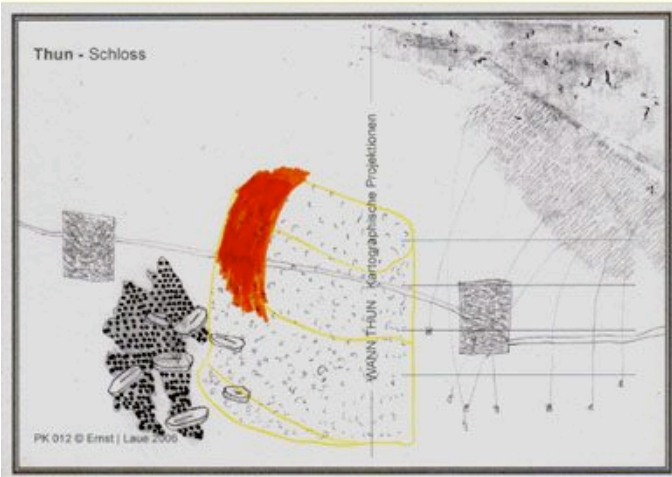 Thun - Schloss
WANN THUN Kartographische Projektionen
PK 012 © Ernst | Laue 2006